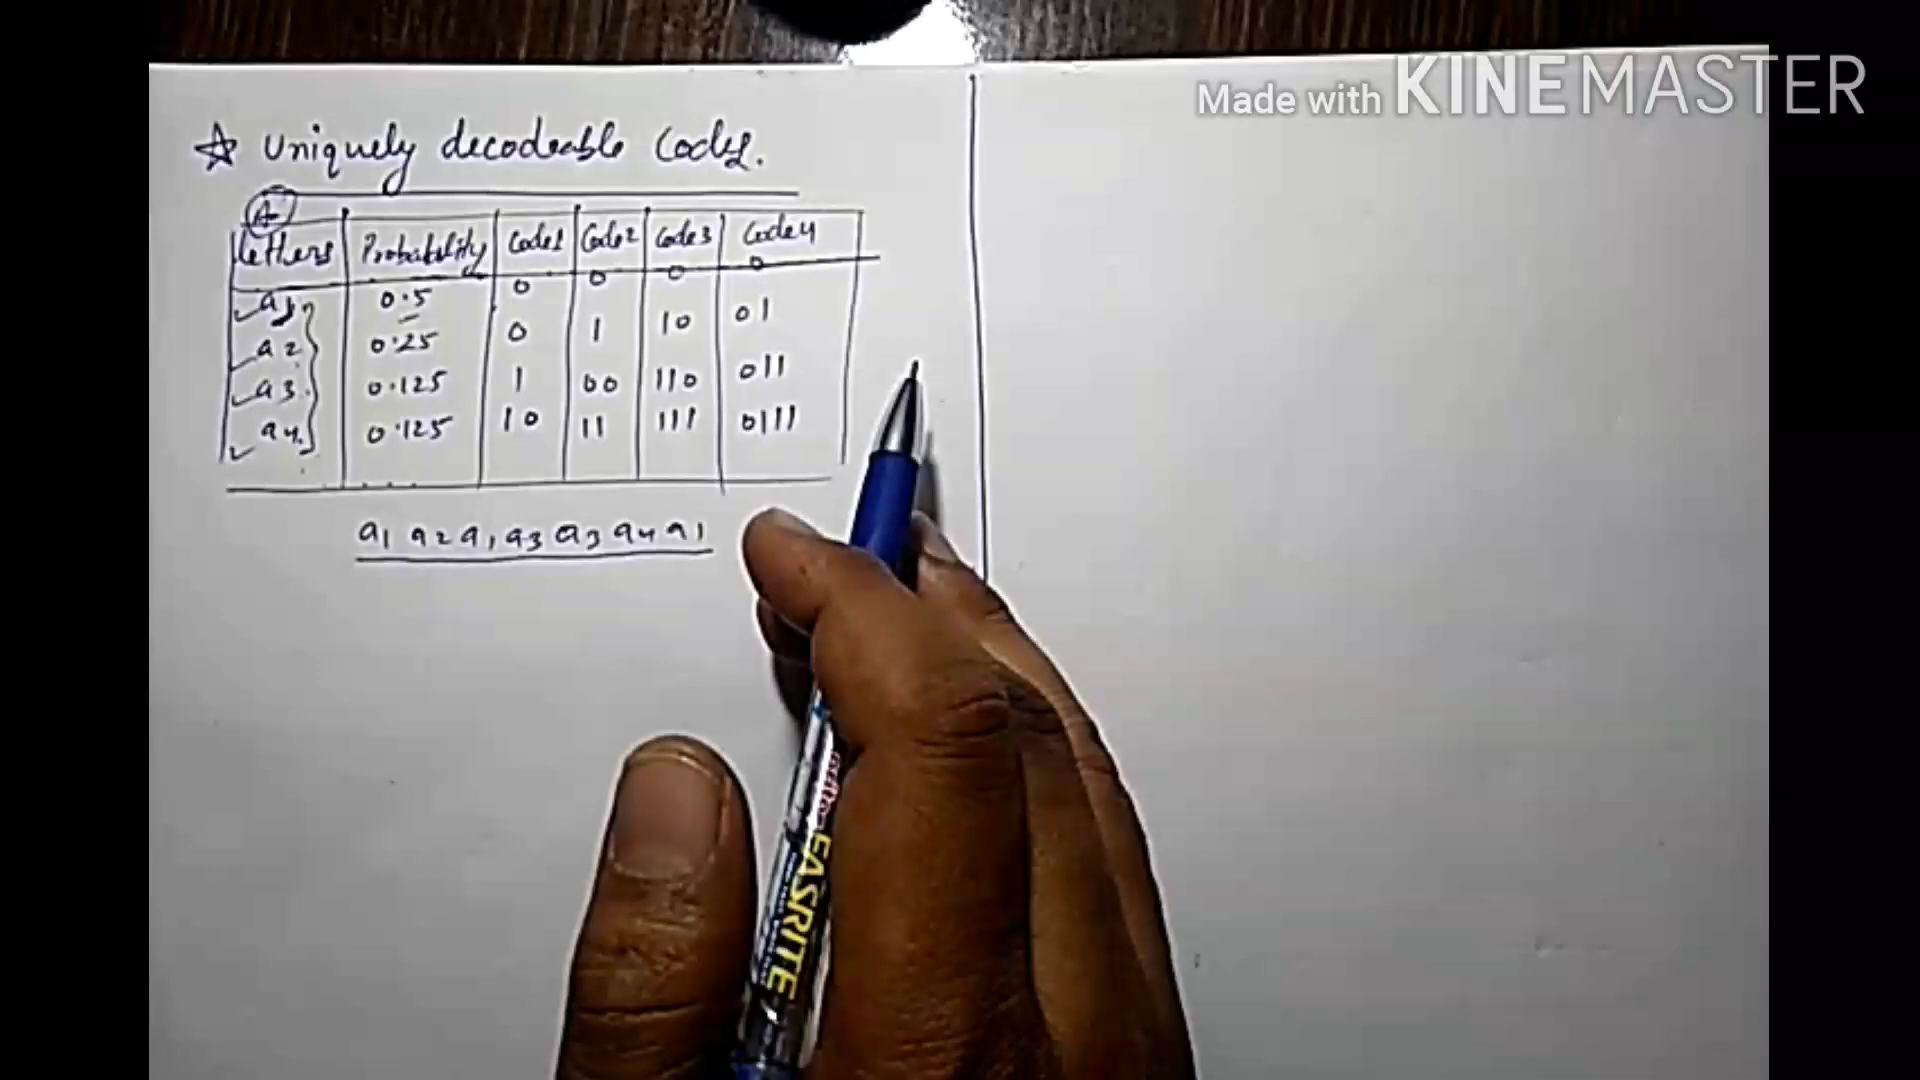 Made with KINEMASTER
☆ Uniquely decodeable Codes.
A
Letters Probability Code1 Code2 Code3 Code4
a1 0.5 0 0 0 0
a2 0.25 0 1 10 01
a3 0.125 1 00 110 011
a4 0.125 10 11 111 0111
a1 a2 a1 a3 a3 a4 a1
cello
EASRITE